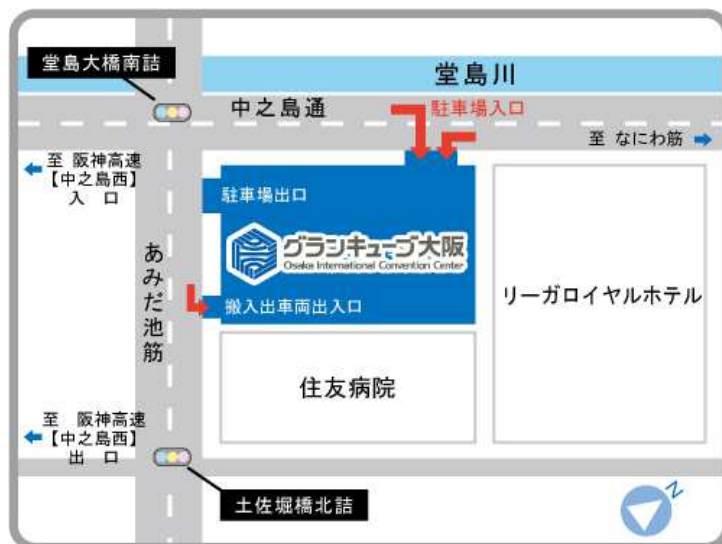 堂島大橋南詰
堂島川
中之島通
駐車場入口
至 なにわ筋
至 阪神高速
【中之島西】
入 口
駐車場出口
グランキューブ大阪
Osaka International Convention Center
あみだ池筋
搬入出車両出入口
リーガロイヤルホテル
住友病院
至 阪神高速
【中之島西】
出 口
土佐堀橋北詰
N